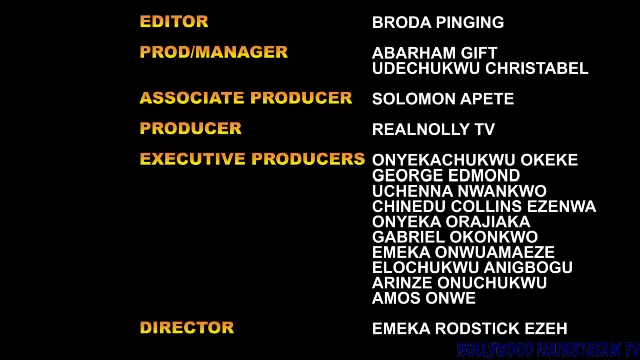 EDITOR BRODA PINGING
PROD/MANAGER ABARHAM GIFT
UDECHUKWU CHRISTABEL
ASSOCIATE PRODUCER SOLOMON APETE
PRODUCER REALNOLLY TV
EXECUTIVE PRODUCERS ONYEKACHUKWU OKEKE
GEORGE EDMOND
UCHENNA NWANKWO
CHINEDU COLLINS EZENWA
ONYEKA ORAJIAKA
GABRIEL OKONKWO
EMEKA ONWUAMAEZE
ELOCHUKWU ANIGBOGU
ARINZE ONUCHUKWU
AMOS ONWE
DIRECTOR EMEKA RODSTICK EZEH